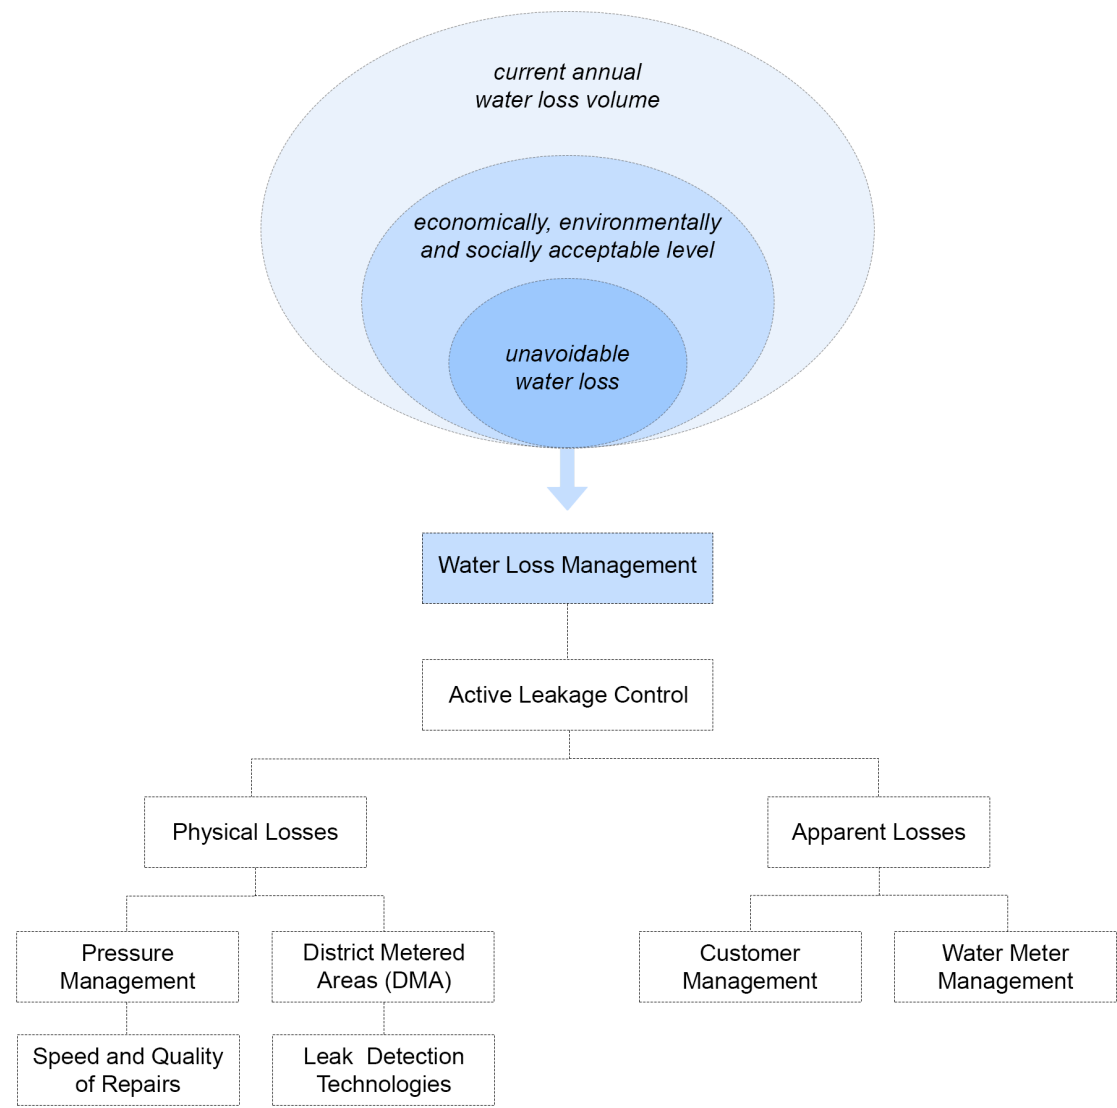 current annual
water loss volume
economically, environmentally
and socially acceptable level
unavoidable
water loss
Water Loss Management
Active Leakage Control
Physical Losses
Apparent Losses
Pressure
Management
District Metered
Areas (DMA)
Customer
Management
Water Meter
Management
Speed and Quality
of Repairs
Leak  Detection
Technologies